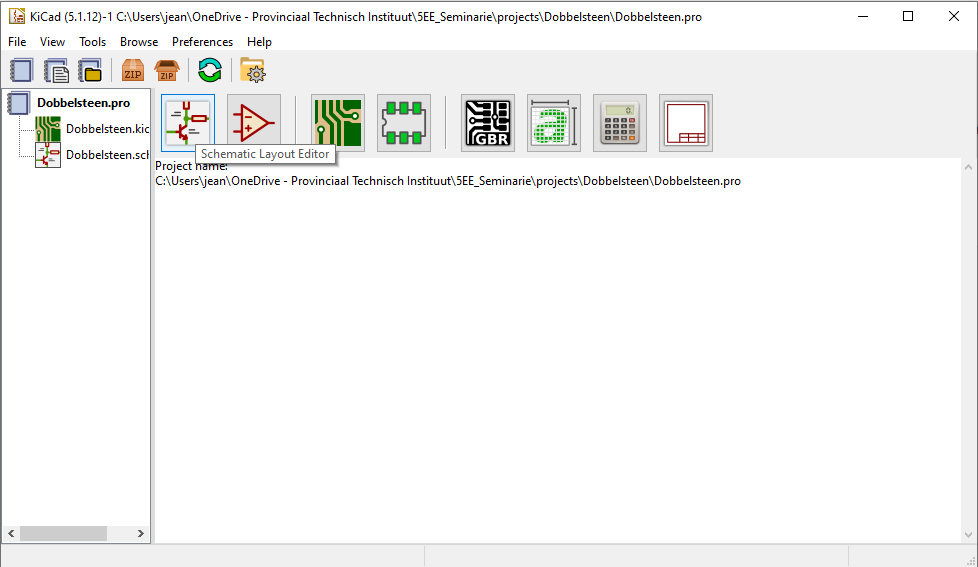 KiCad (5.1.12)-1 C:\Users\jean\OneDrive - Provinciaal Technisch Instituut\5EE_Seminarie\projects\Dobbelsteen\Dobbelsteen.pro
File View Tools Browse Preferences Help
ZIP ZIP
Dobbelsteen.pro
Dobbelsteen.kic
Dobbelsteen.sch
GBR a
Schematic Layout Editor
Project name:
C:\Users\jean\OneDrive - Provinciaal Technisch Instituut\5EE_Seminarie\projects\Dobbelsteen\Dobbelsteen.pro